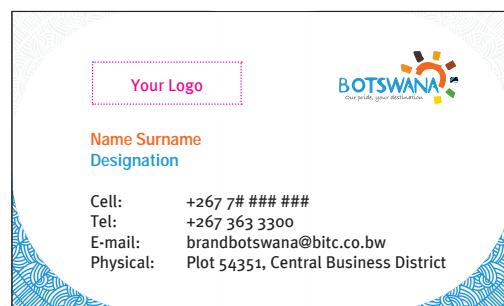 Your Logo
BOTSWANA
Our pride, your destination
Name Surname
Designation
Cell: +267 7# ### ###
Tel: +267 363 3300
E-mail: brandbotswana@bitc.co.bw
Physical: Plot 54351, Central Business District